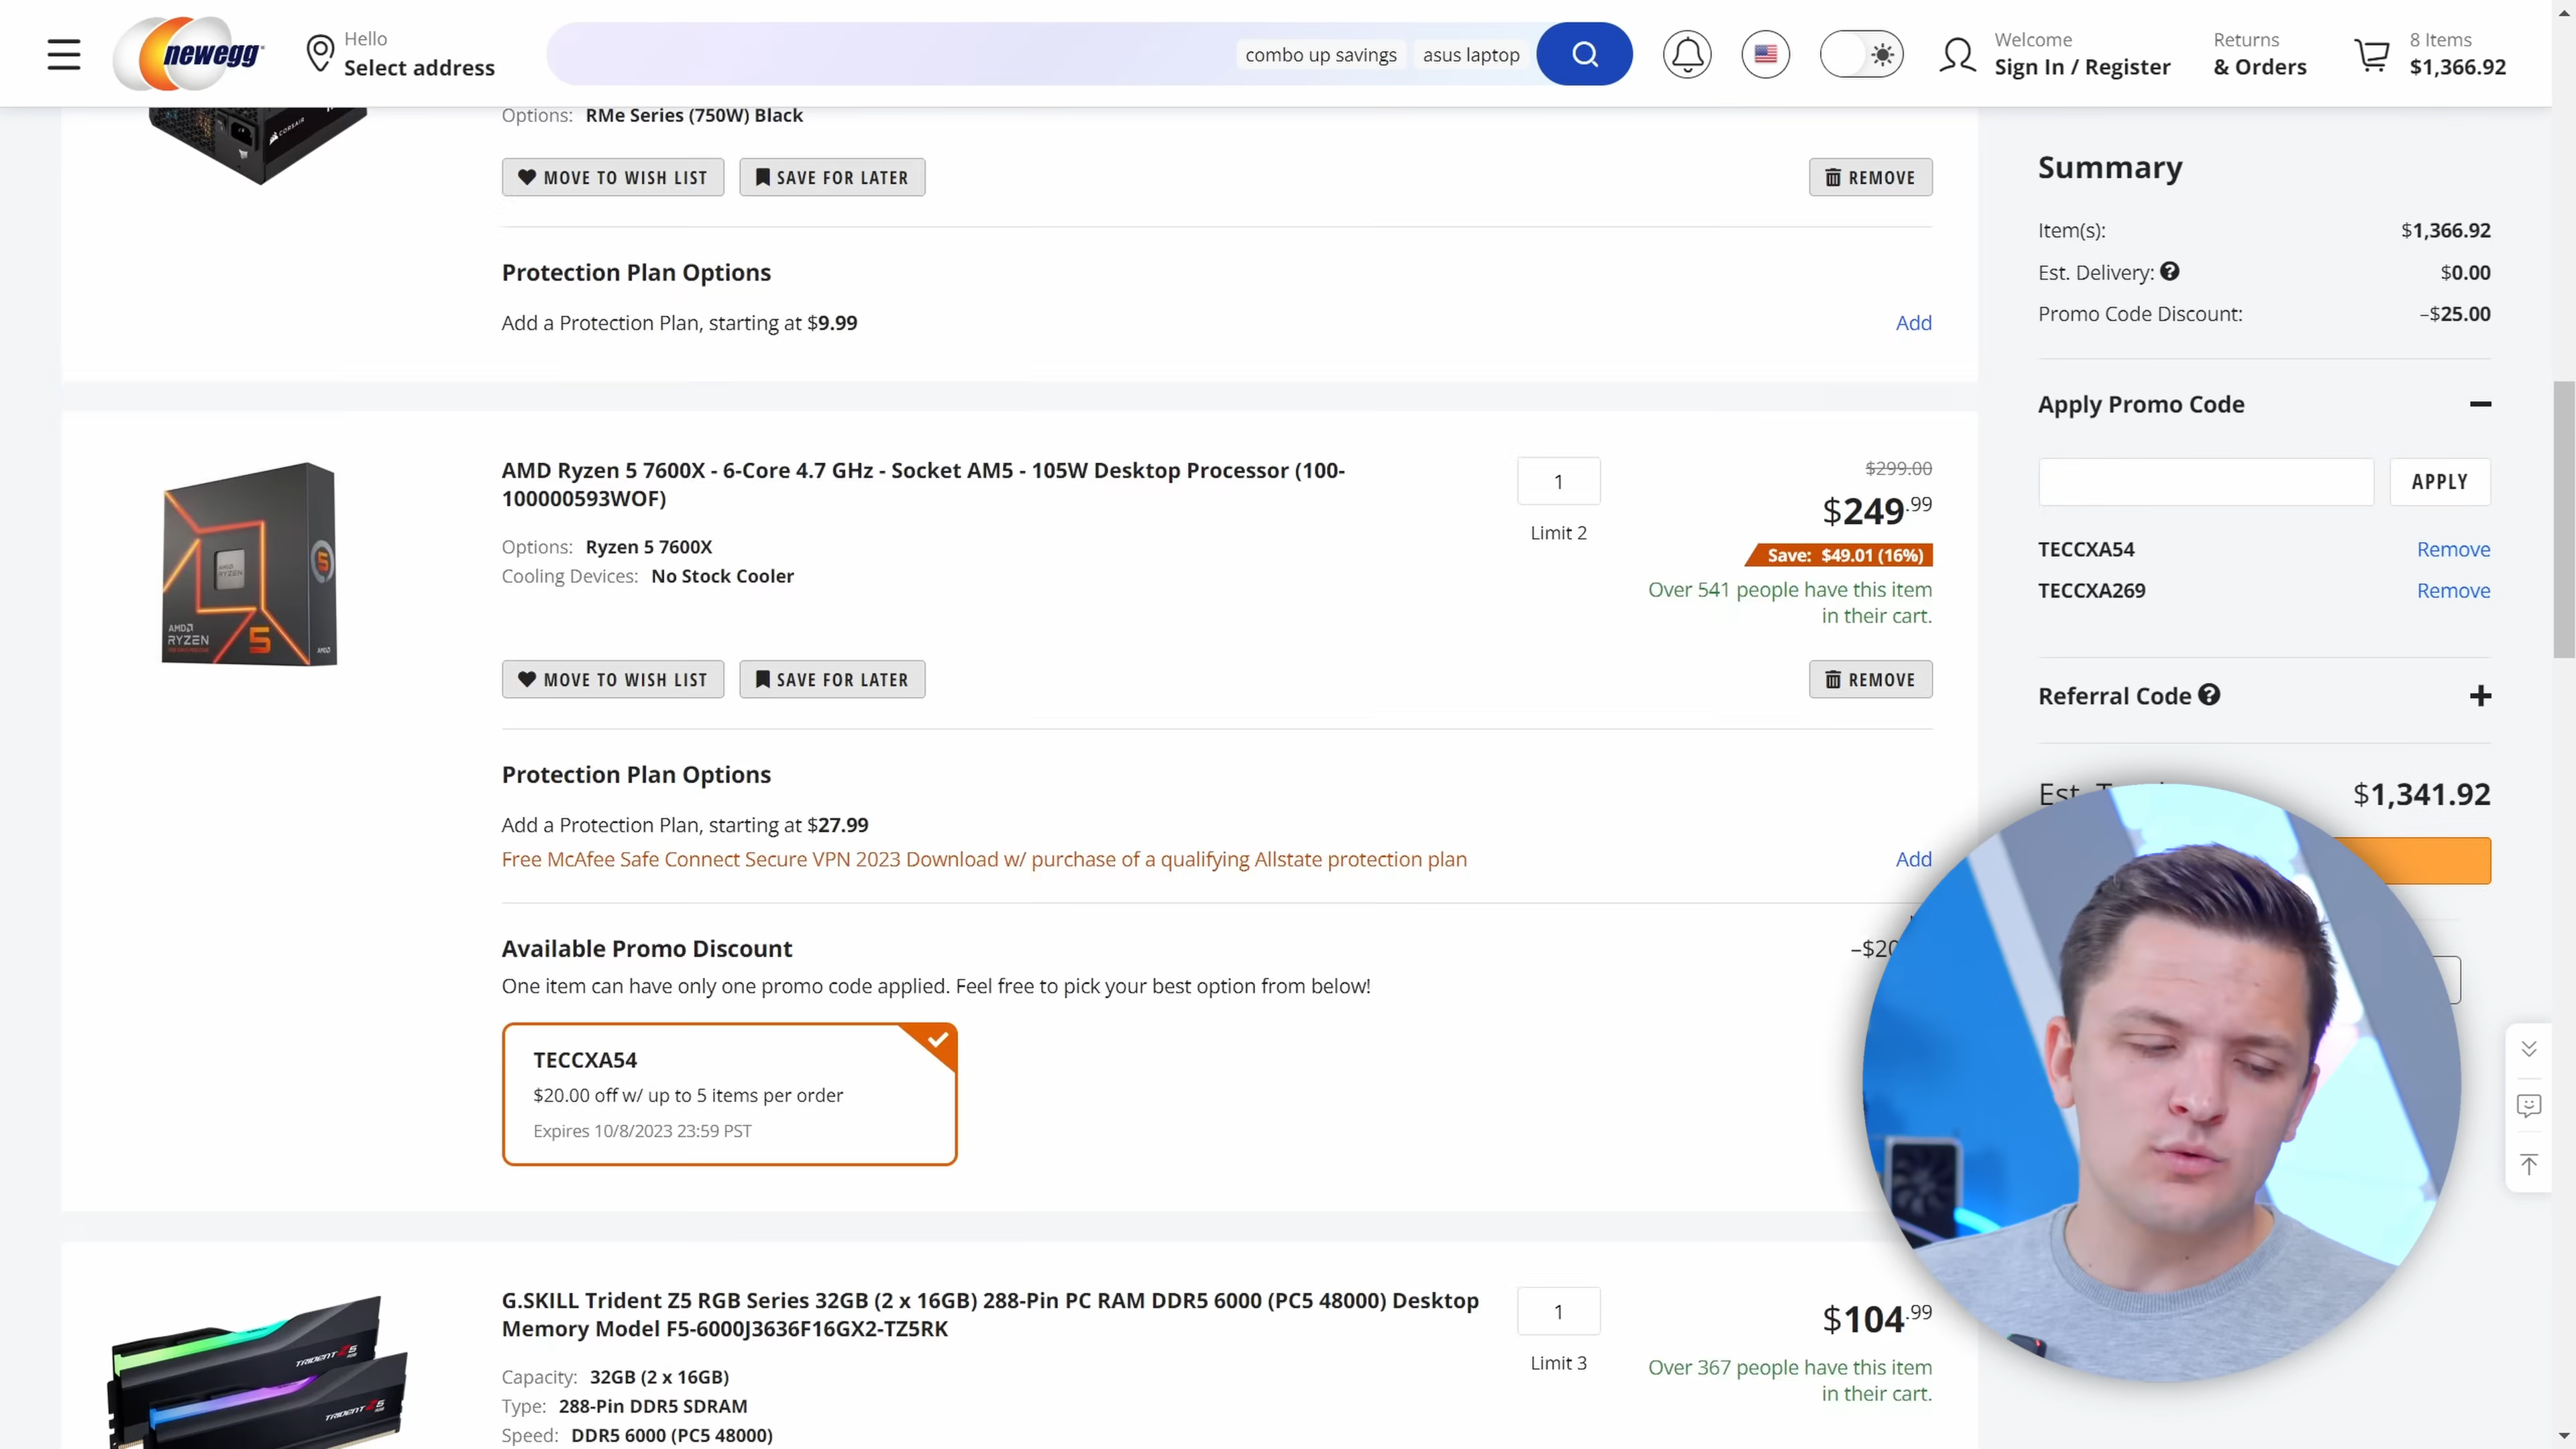 newegg
Hello
Select address
combo up savings
asus laptop
Welcome
Sign In / Register
Returns
& Orders
8 Items
$1,366.92
CORSAIR
Options: RMe Series (750W) Black
MOVE TO WISH LIST
SAVE FOR LATER
REMOVE
Protection Plan Options
Add a Protection Plan, starting at $9.99
Add
AMD Ryzen 5 7600X - 6-Core 4.7 GHz - Socket AM5 - 105W Desktop Processor (100-
100000593WOF)
Options: Ryzen 5 7600X
Cooling Devices: No Stock Cooler
1
Limit 2
$299.00
$249.99
Save: $49.01 (16%)
Over 541 people have this item
in their cart.
AMD
RYZEN
5
AMD
RYZEN
5
AMD
MOVE TO WISH LIST
SAVE FOR LATER
REMOVE
Protection Plan Options
Add a Protection Plan, starting at $27.99
Free McAfee Safe Connect Secure VPN 2023 Download w/ purchase of a qualifying Allstate protection plan
Add
Available Promo Discount
–$20
One item can have only one promo code applied. Feel free to pick your best option from below!
TECCXA54
$20.00 off w/ up to 5 items per order
Expires 10/8/2023 23:59 PST
G.SKILL Trident Z5 RGB Series 32GB (2 x 16GB) 288-Pin PC RAM DDR5 6000 (PC5 48000) Desktop
Memory Model F5-6000J3636F16GX2-TZ5RK
Capacity: 32GB (2 x 16GB)
Type: 288-Pin DDR5 SDRAM
Speed: DDR5 6000 (PC5 48000)
1
Limit 3
$104.99
Over 367 people have this item
in their cart.
TRIDENT Z5
TRIDENT Z5
Summary
Item(s): $1,366.92
Est. Delivery: $0.00
Promo Code Discount: –$25.00
Apply Promo Code
APPLY
TECCXA54 Remove
TECCXA269 Remove
Referral Code
Est. $1,341.92